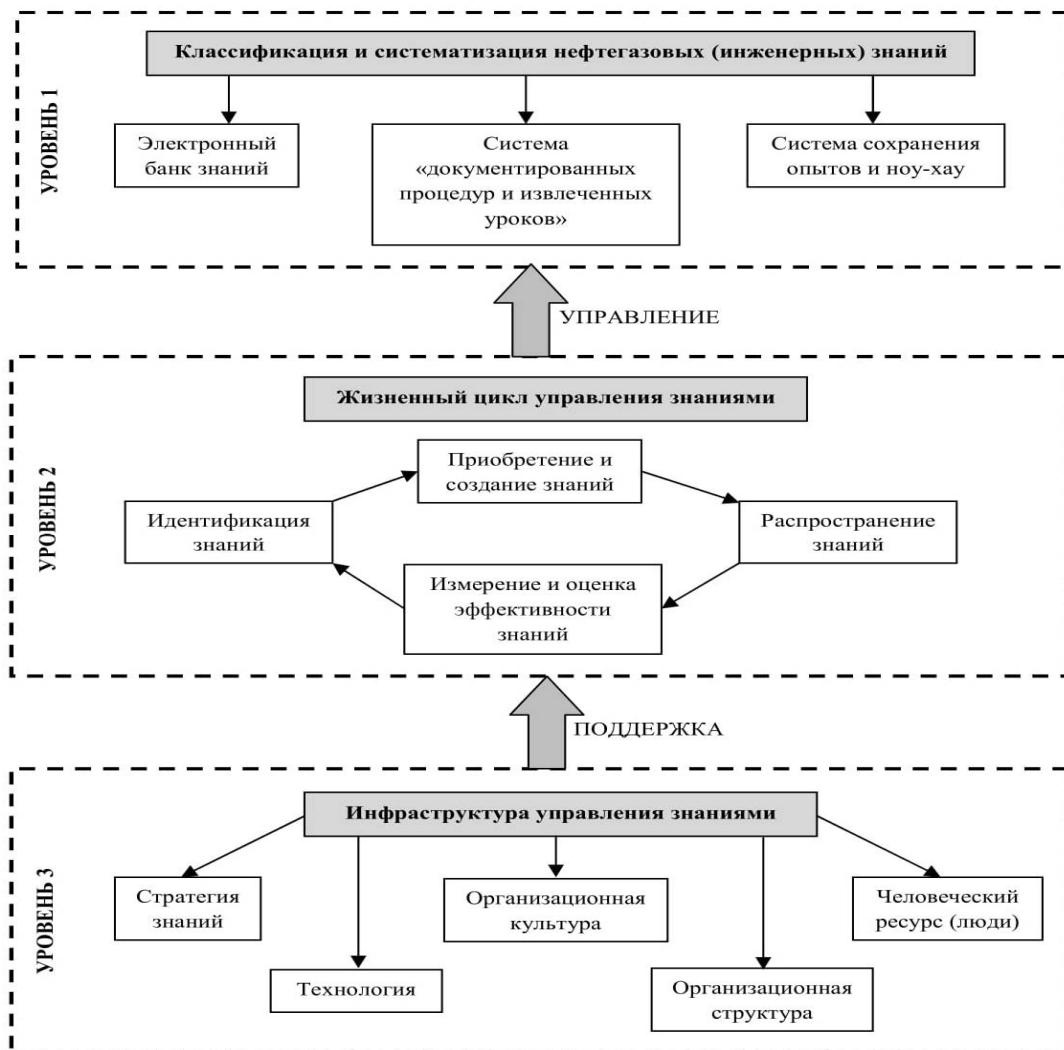 УРОВЕНЬ 1
Классификация и систематизация нефтегазовых (инженерных) знаний
Электронный
банк знаний
Система
«документированных
процедур и извлеченных
уроков»
Система сохранения
опытов и ноу-хау
УПРАВЛЕНИЕ
УРОВЕНЬ 2
Жизненный цикл управления знаниями
Приобретение и
создание знаний
Идентификация
знаний
Распространение
знаний
Измерение и оценка
эффективности
знаний
ПОДДЕРЖКА
УРОВЕНЬ 3
Инфраструктура управления знаниями
Стратегия
знаний
Организационная
культура
Человеческий
ресурс (люди)
Технология
Организационная
структура